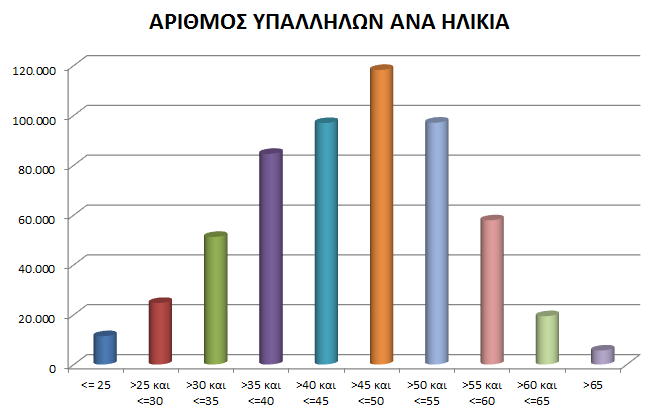 ΑΡΙΘΜΟΣ ΥΠΑΛΛΗΛΩΝ ΑΝΑ ΗΛΙΚΙΑ
120.000
100.000
80.000
60.000
40.000
20.000
0
<= 25 >25 και >30 και >35 και >40 και >45 και >50 και >55 και >60 και >65
<=30 <=35 <=40 <=45 <=50 <=55 <=60 <=65